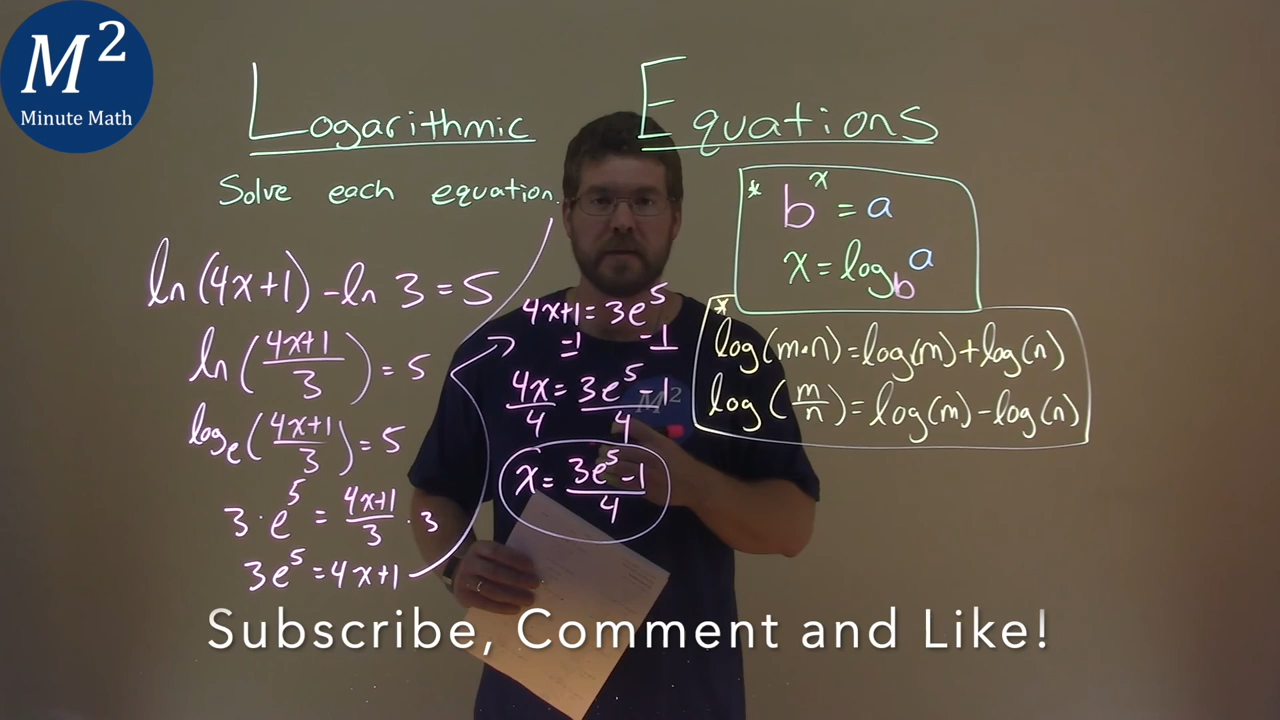 M²
Minute Math
Logarithmic Equations
Solve each equation.
ln(4x+1) - ln 3 = 5
ln((4x+1)/3) = 5
logₑ((4x+1)/3) = 5
3 · e⁵ = (4x+1)/3 · 3
3e⁵ = 4x+1
4x+1 = 3e⁵
-1 -1
4x/4 = (3e⁵ - 1)/4
x = (3e⁵ - 1)/4
* bˣ = a
x = log_b a
* log(m·n) = log(m) + log(n)
log(m/n) = log(m) - log(n)
M²
Subscribe, Comment and Like!